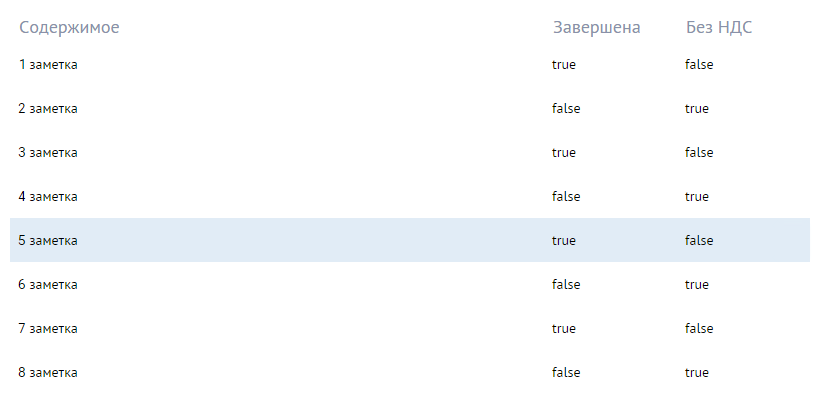 Содержимое Завершена Без НДС
1 заметка true false
2 заметка false true
3 заметка true false
4 заметка false true
5 заметка true false
6 заметка false true
7 заметка true false
8 заметка false true